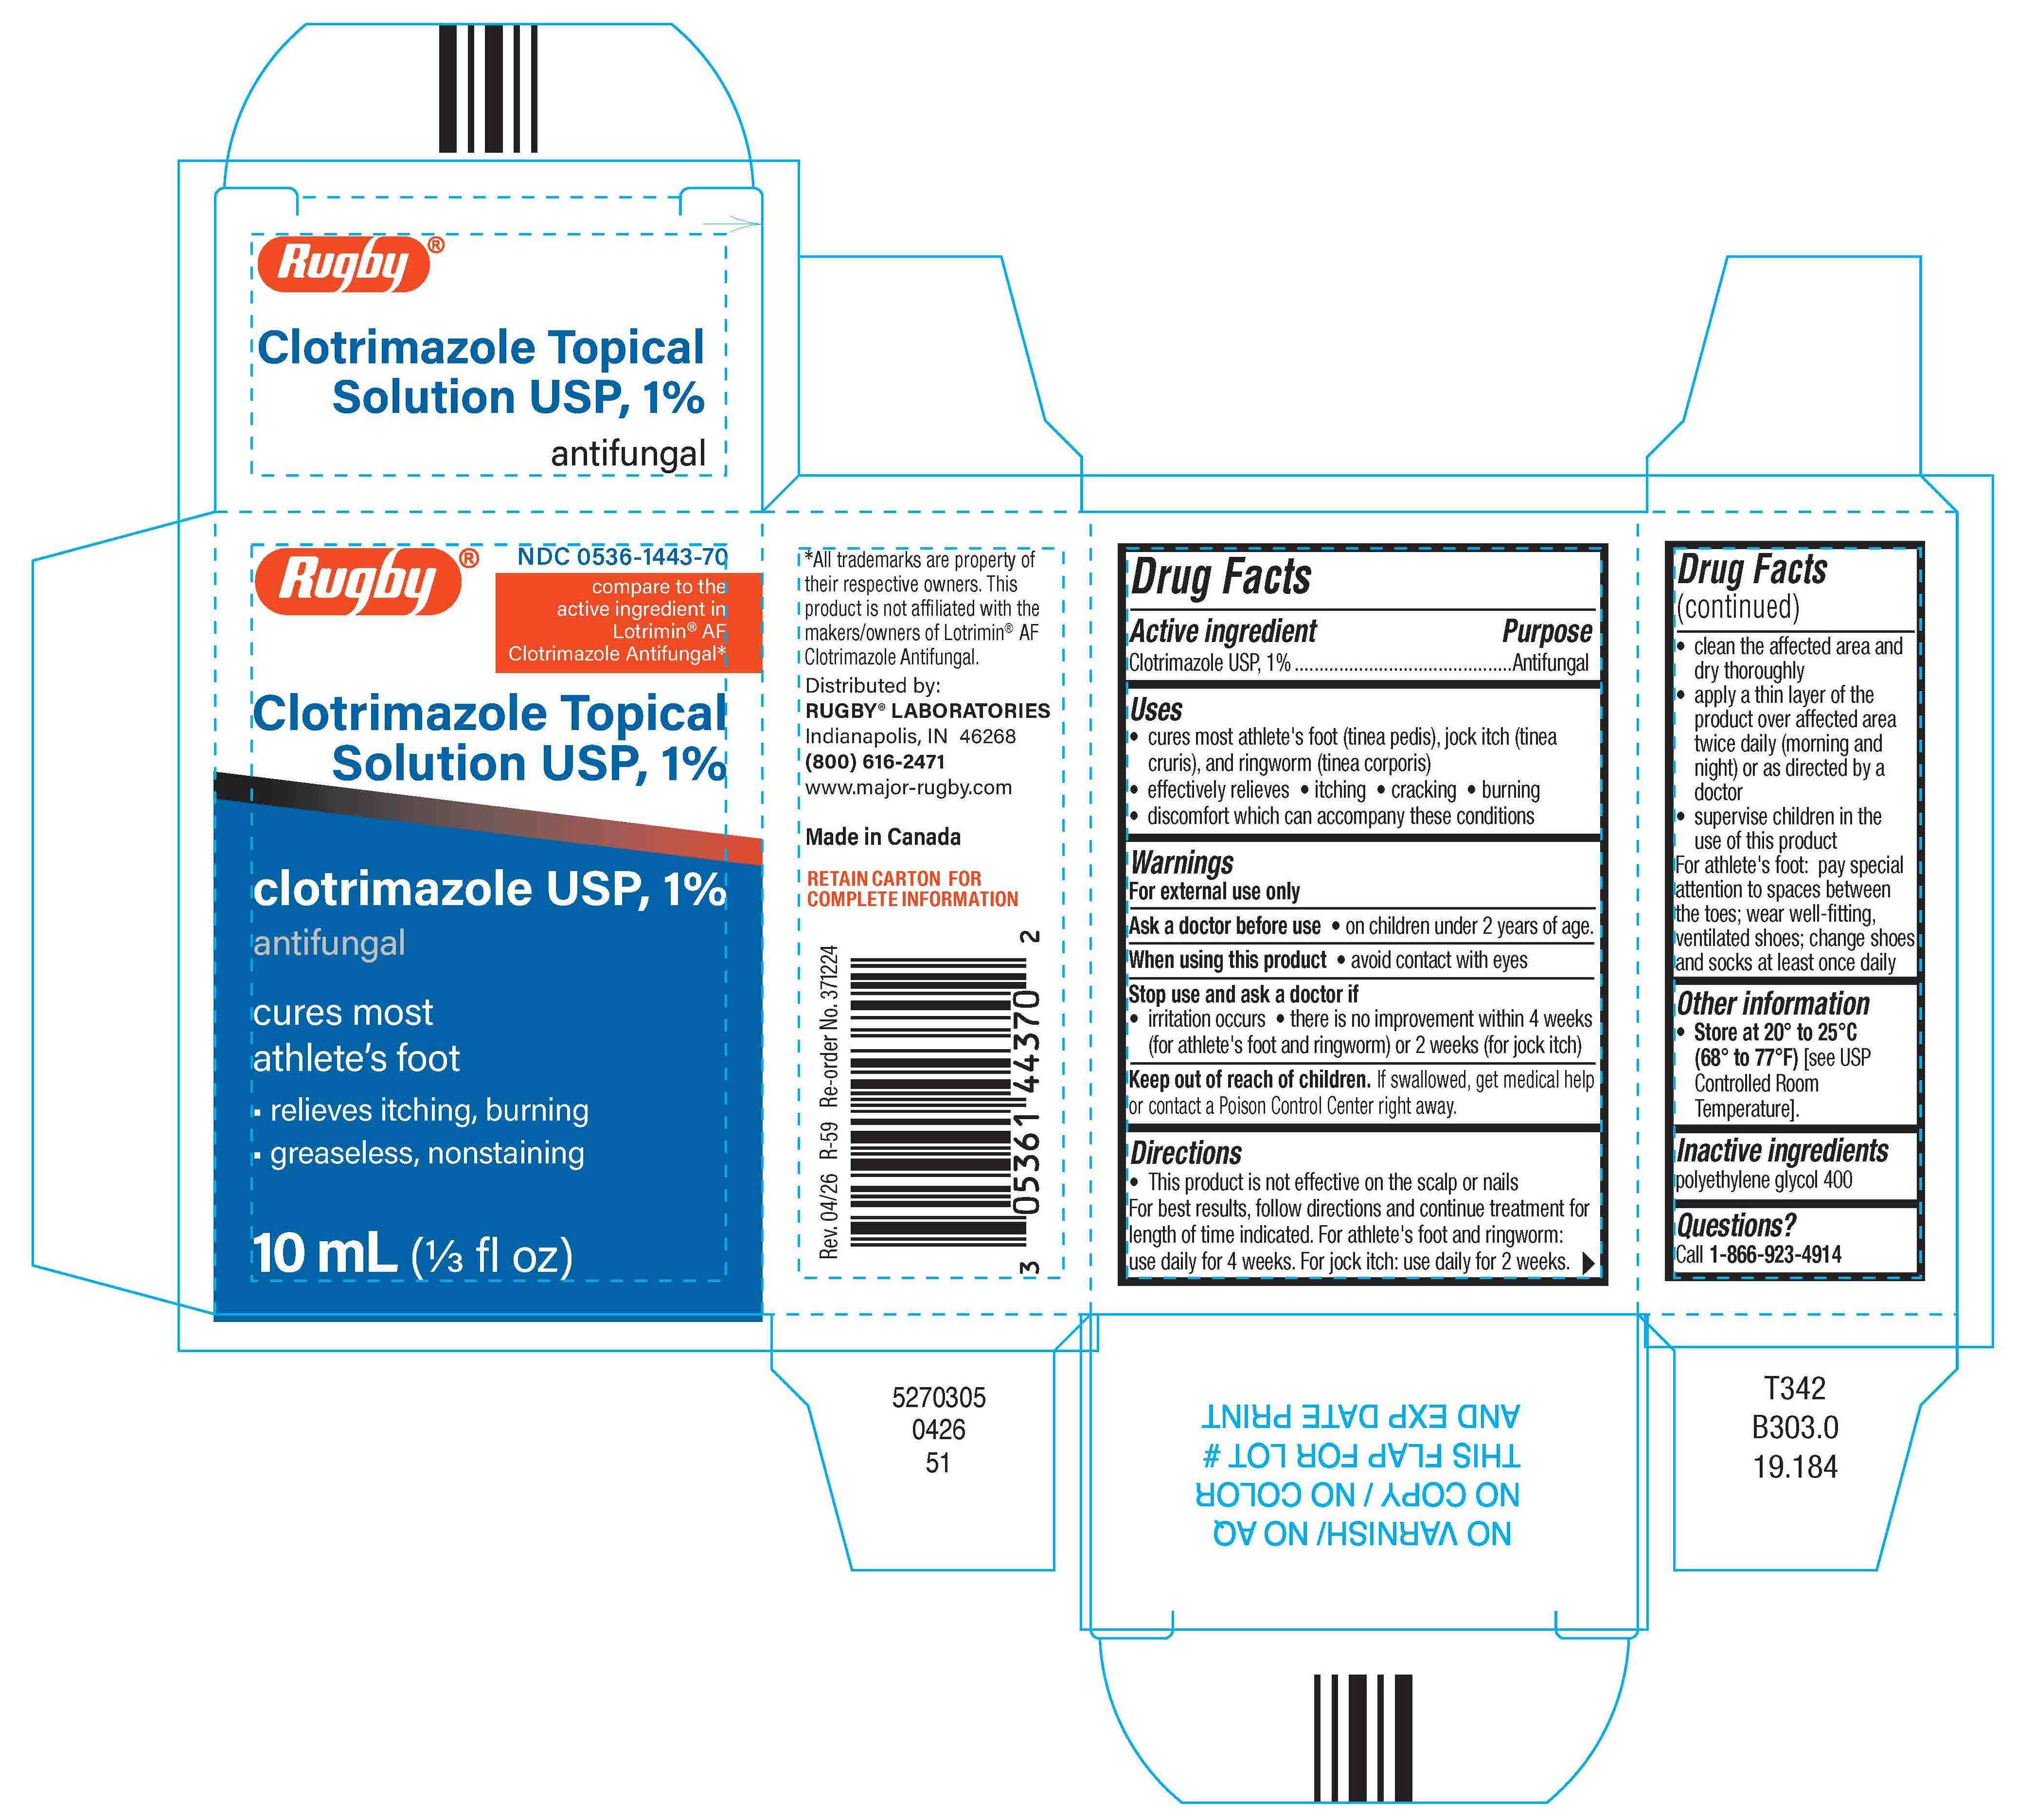 Rugby®
Clotrimazole Topical
Solution USP, 1%
antifungal
Rugby®
NDC 0536-1443-70
compare to the
active ingredient in
Lotrimin® AF
Clotrimazole Antifungal*
Clotrimazole Topical
Solution USP, 1%
clotrimazole USP, 1%
antifungal
cures most
athlete’s foot
▪ relieves itching, burning
▪ greaseless, nonstaining
10 mL (⅓ fl oz)
*All trademarks are property of
their respective owners. This
product is not affiliated with the
makers/owners of Lotrimin® AF
Clotrimazole Antifungal.
Distributed by:
RUGBY® LABORATORIES
Indianapolis, IN 46268
(800) 616-2471
www.major-rugby.com
Made in Canada
RETAIN CARTON FOR
COMPLETE INFORMATION
Rev. 04/26 R-59 Re-order No. 371224
3 05361 44370 2
Drug Facts
Active ingredient Purpose
Clotrimazole USP, 1% ............................................Antifungal
Uses
• cures most athlete's foot (tinea pedis), jock itch (tinea
cruris), and ringworm (tinea corporis)
• effectively relieves • itching • cracking • burning
• discomfort which can accompany these conditions
Warnings
For external use only
Ask a doctor before use • on children under 2 years of age.
When using this product • avoid contact with eyes
Stop use and ask a doctor if
• irritation occurs • there is no improvement within 4 weeks
(for athlete's foot and ringworm) or 2 weeks (for jock itch)
Keep out of reach of children. If swallowed, get medical help
or contact a Poison Control Center right away.
Directions
• This product is not effective on the scalp or nails
For best results, follow directions and continue treatment for
length of time indicated. For athlete's foot and ringworm:
use daily for 4 weeks. For jock itch: use daily for 2 weeks.
Drug Facts
(continued)
• clean the affected area and
dry thoroughly
• apply a thin layer of the
product over affected area
twice daily (morning and
night) or as directed by a
doctor
• supervise children in the
use of this product
For athlete's foot: pay special
attention to spaces between
the toes; wear well-fitting,
ventilated shoes; change shoes
and socks at least once daily
Other information
• Store at 20° to 25°C
(68° to 77°F) [see USP
Controlled Room
Temperature].
Inactive ingredients
polyethylene glycol 400
Questions?
Call 1-866-923-4914
5270305
0426
51
NO VARNISH/ NO AQ
NO COPY / NO COLOR
THIS FLAP FOR LOT #
AND EXP DATE PRINT
T342
B303.0
19.184